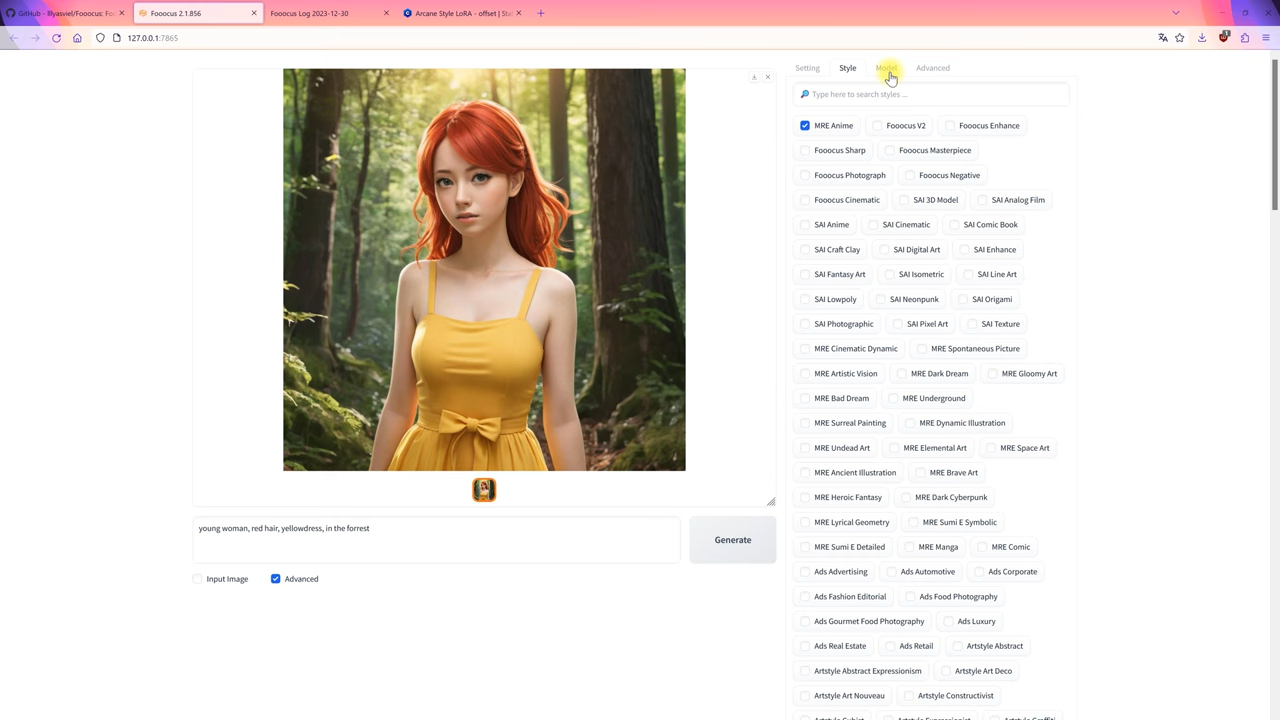 GitHub - lllyasviel/Fooocus: Foo
Fooocus 2.1.856
Fooocus Log 2023-12-30
Arcane Style LoRA - offset | Sta
127.0.0.1:7865
Setting Style Model Advanced
Type here to search styles ...
MRE Anime Fooocus V2 Fooocus Enhance
Fooocus Sharp Fooocus Masterpiece
Fooocus Photograph Fooocus Negative
Fooocus Cinematic SAI 3D Model SAI Analog Film
SAI Anime SAI Cinematic SAI Comic Book
SAI Craft Clay SAI Digital Art SAI Enhance
SAI Fantasy Art SAI Isometric SAI Line Art
SAI Lowpoly SAI Neonpunk SAI Origami
SAI Photographic SAI Pixel Art SAI Texture
MRE Cinematic Dynamic MRE Spontaneous Picture
MRE Artistic Vision MRE Dark Dream MRE Gloomy Art
MRE Bad Dream MRE Underground
MRE Surreal Painting MRE Dynamic Illustration
MRE Undead Art MRE Elemental Art MRE Space Art
MRE Ancient Illustration MRE Brave Art
MRE Heroic Fantasy MRE Dark Cyberpunk
MRE Lyrical Geometry MRE Sumi E Symbolic
MRE Sumi E Detailed MRE Manga MRE Comic
Ads Advertising Ads Automotive Ads Corporate
Ads Fashion Editorial Ads Food Photography
Ads Gourmet Food Photography Ads Luxury
Ads Real Estate Ads Retail Artstyle Abstract
Artstyle Abstract Expressionism Artstyle Art Deco
Artstyle Art Nouveau Artstyle Constructivist
Artstyle Cubist Artstyle Expressionist Artstyle Graffiti
young woman, red hair, yellowdress, in the forrest
Generate
Input Image Advanced